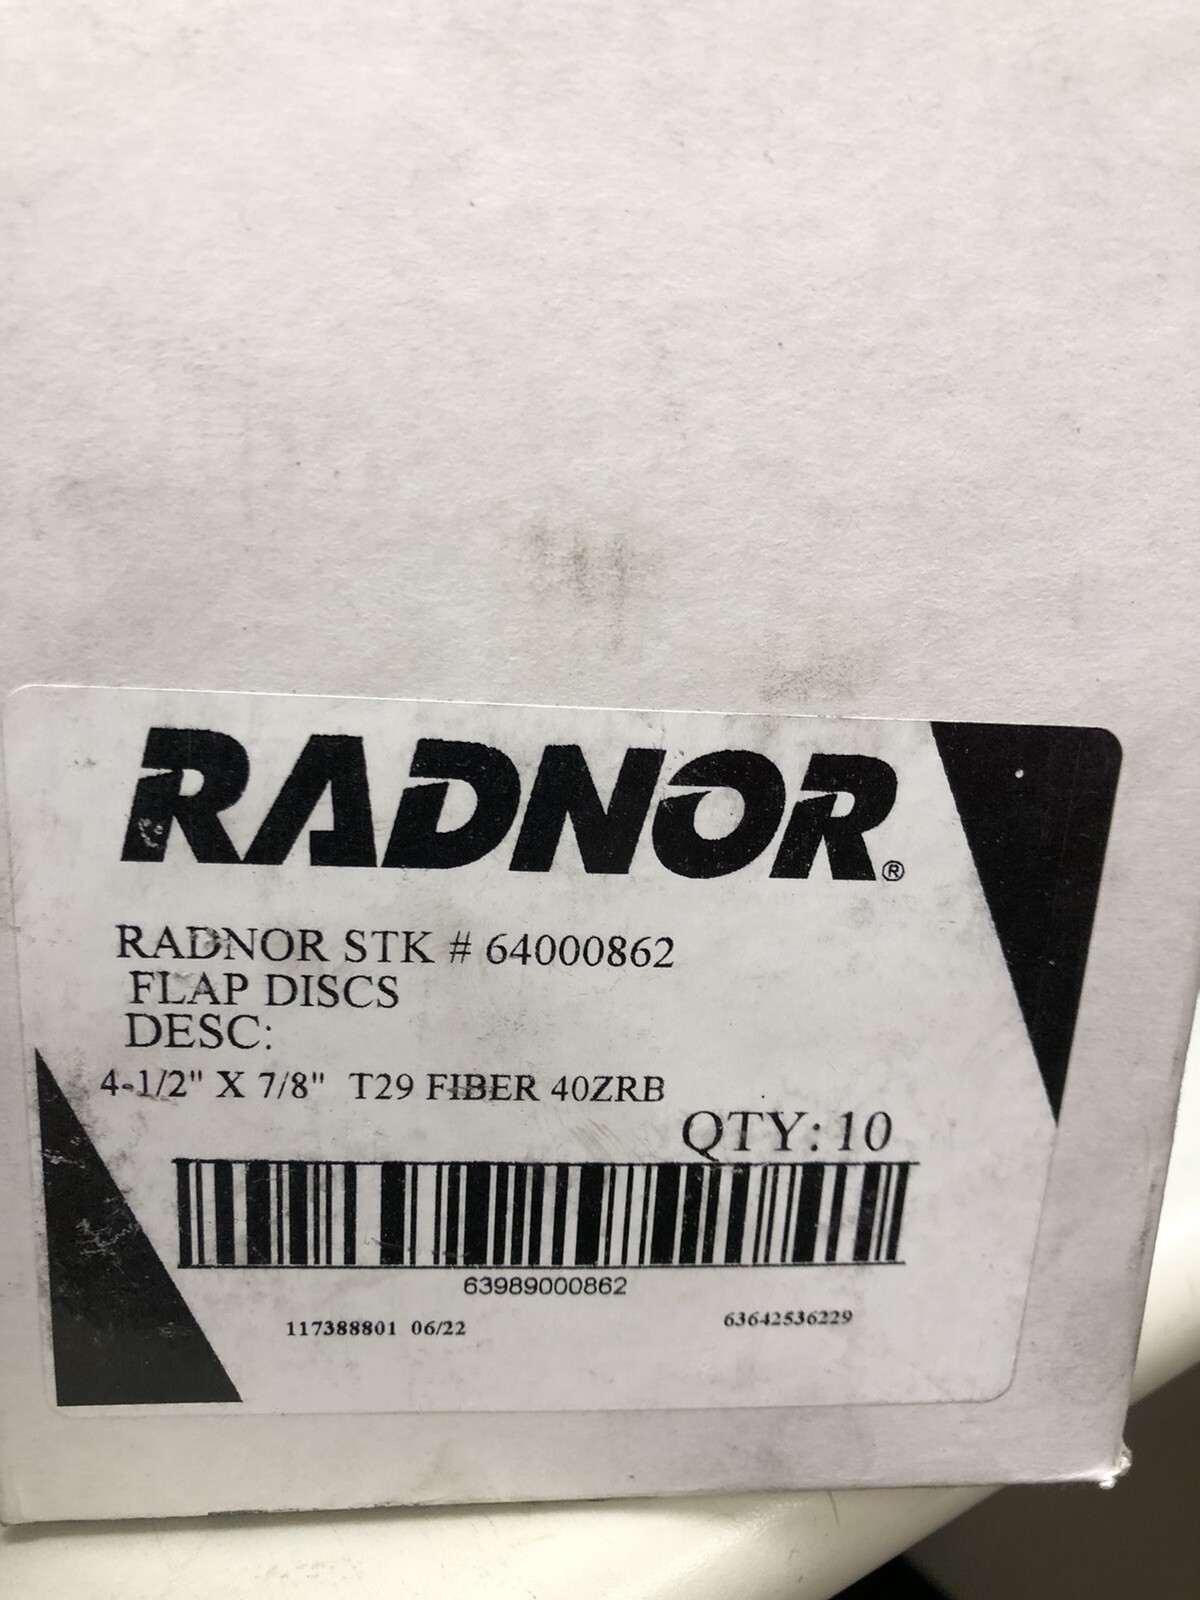 RADNOR®
RADNOR STK # 64000862
FLAP DISCS
DESC:
4-1/2" X 7/8" T29 FIBER 40ZRB
QTY: 10
63989000862
117388801 06/22
63642536229